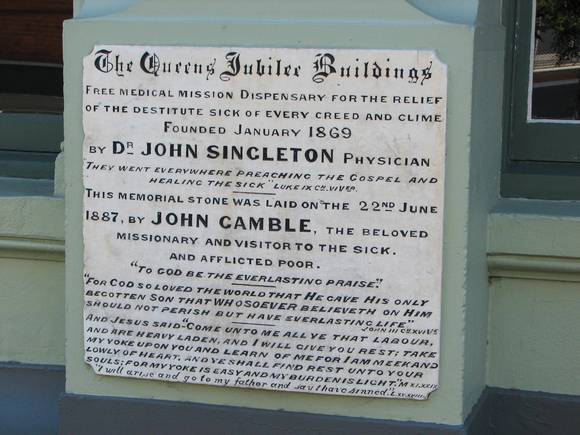 The Queens Jubilee Buildings
FREE MEDICAL MISSION DISPENSARY FOR THE RELIEF
OF THE DESTITUTE SICK OF EVERY CREED AND CLIME
FOUNDED JANUARY 1869
BY DR JOHN SINGLETON PHYSICIAN
"THEY WENT EVERYWHERE PREACHING THE GOSPEL AND
HEALING THE SICK" LUKE IX CH. VI VER.
THIS MEMORIAL STONE WAS LAID ON THE 22ND JUNE
1887, BY JOHN GAMBLE, THE BELOVED
MISSIONARY AND VISITOR TO THE SICK.
AND AFFLICTED POOR.
"TO GOD BE THE EVERLASTING PRAISE."
"FOR GOD SO LOVED THE WORLD THAT HE GAVE HIS ONLY
BEGOTTEN SON THAT WHOSOEVER BELIEVETH ON HIM
SHOULD NOT PERISH BUT HAVE EVERLASTING LIFE."
JOHN III C. XVI V.
AND JESUS SAID "COME UNTO ME ALL YE THAT LABOUR,
AND ARE HEAVY LADEN, AND I WILL GIVE YOU REST; TAKE
MY YOKE UPON YOU AND LEARN OF ME FOR I AM MEEK AND
LOWLY OF HEART, AND YE SHALL FIND REST UNTO YOUR
SOULS; FOR MY YOKE IS EASY AND MY BURDEN IS LIGHT."
"I will arise and go to my father and say I have sinned."